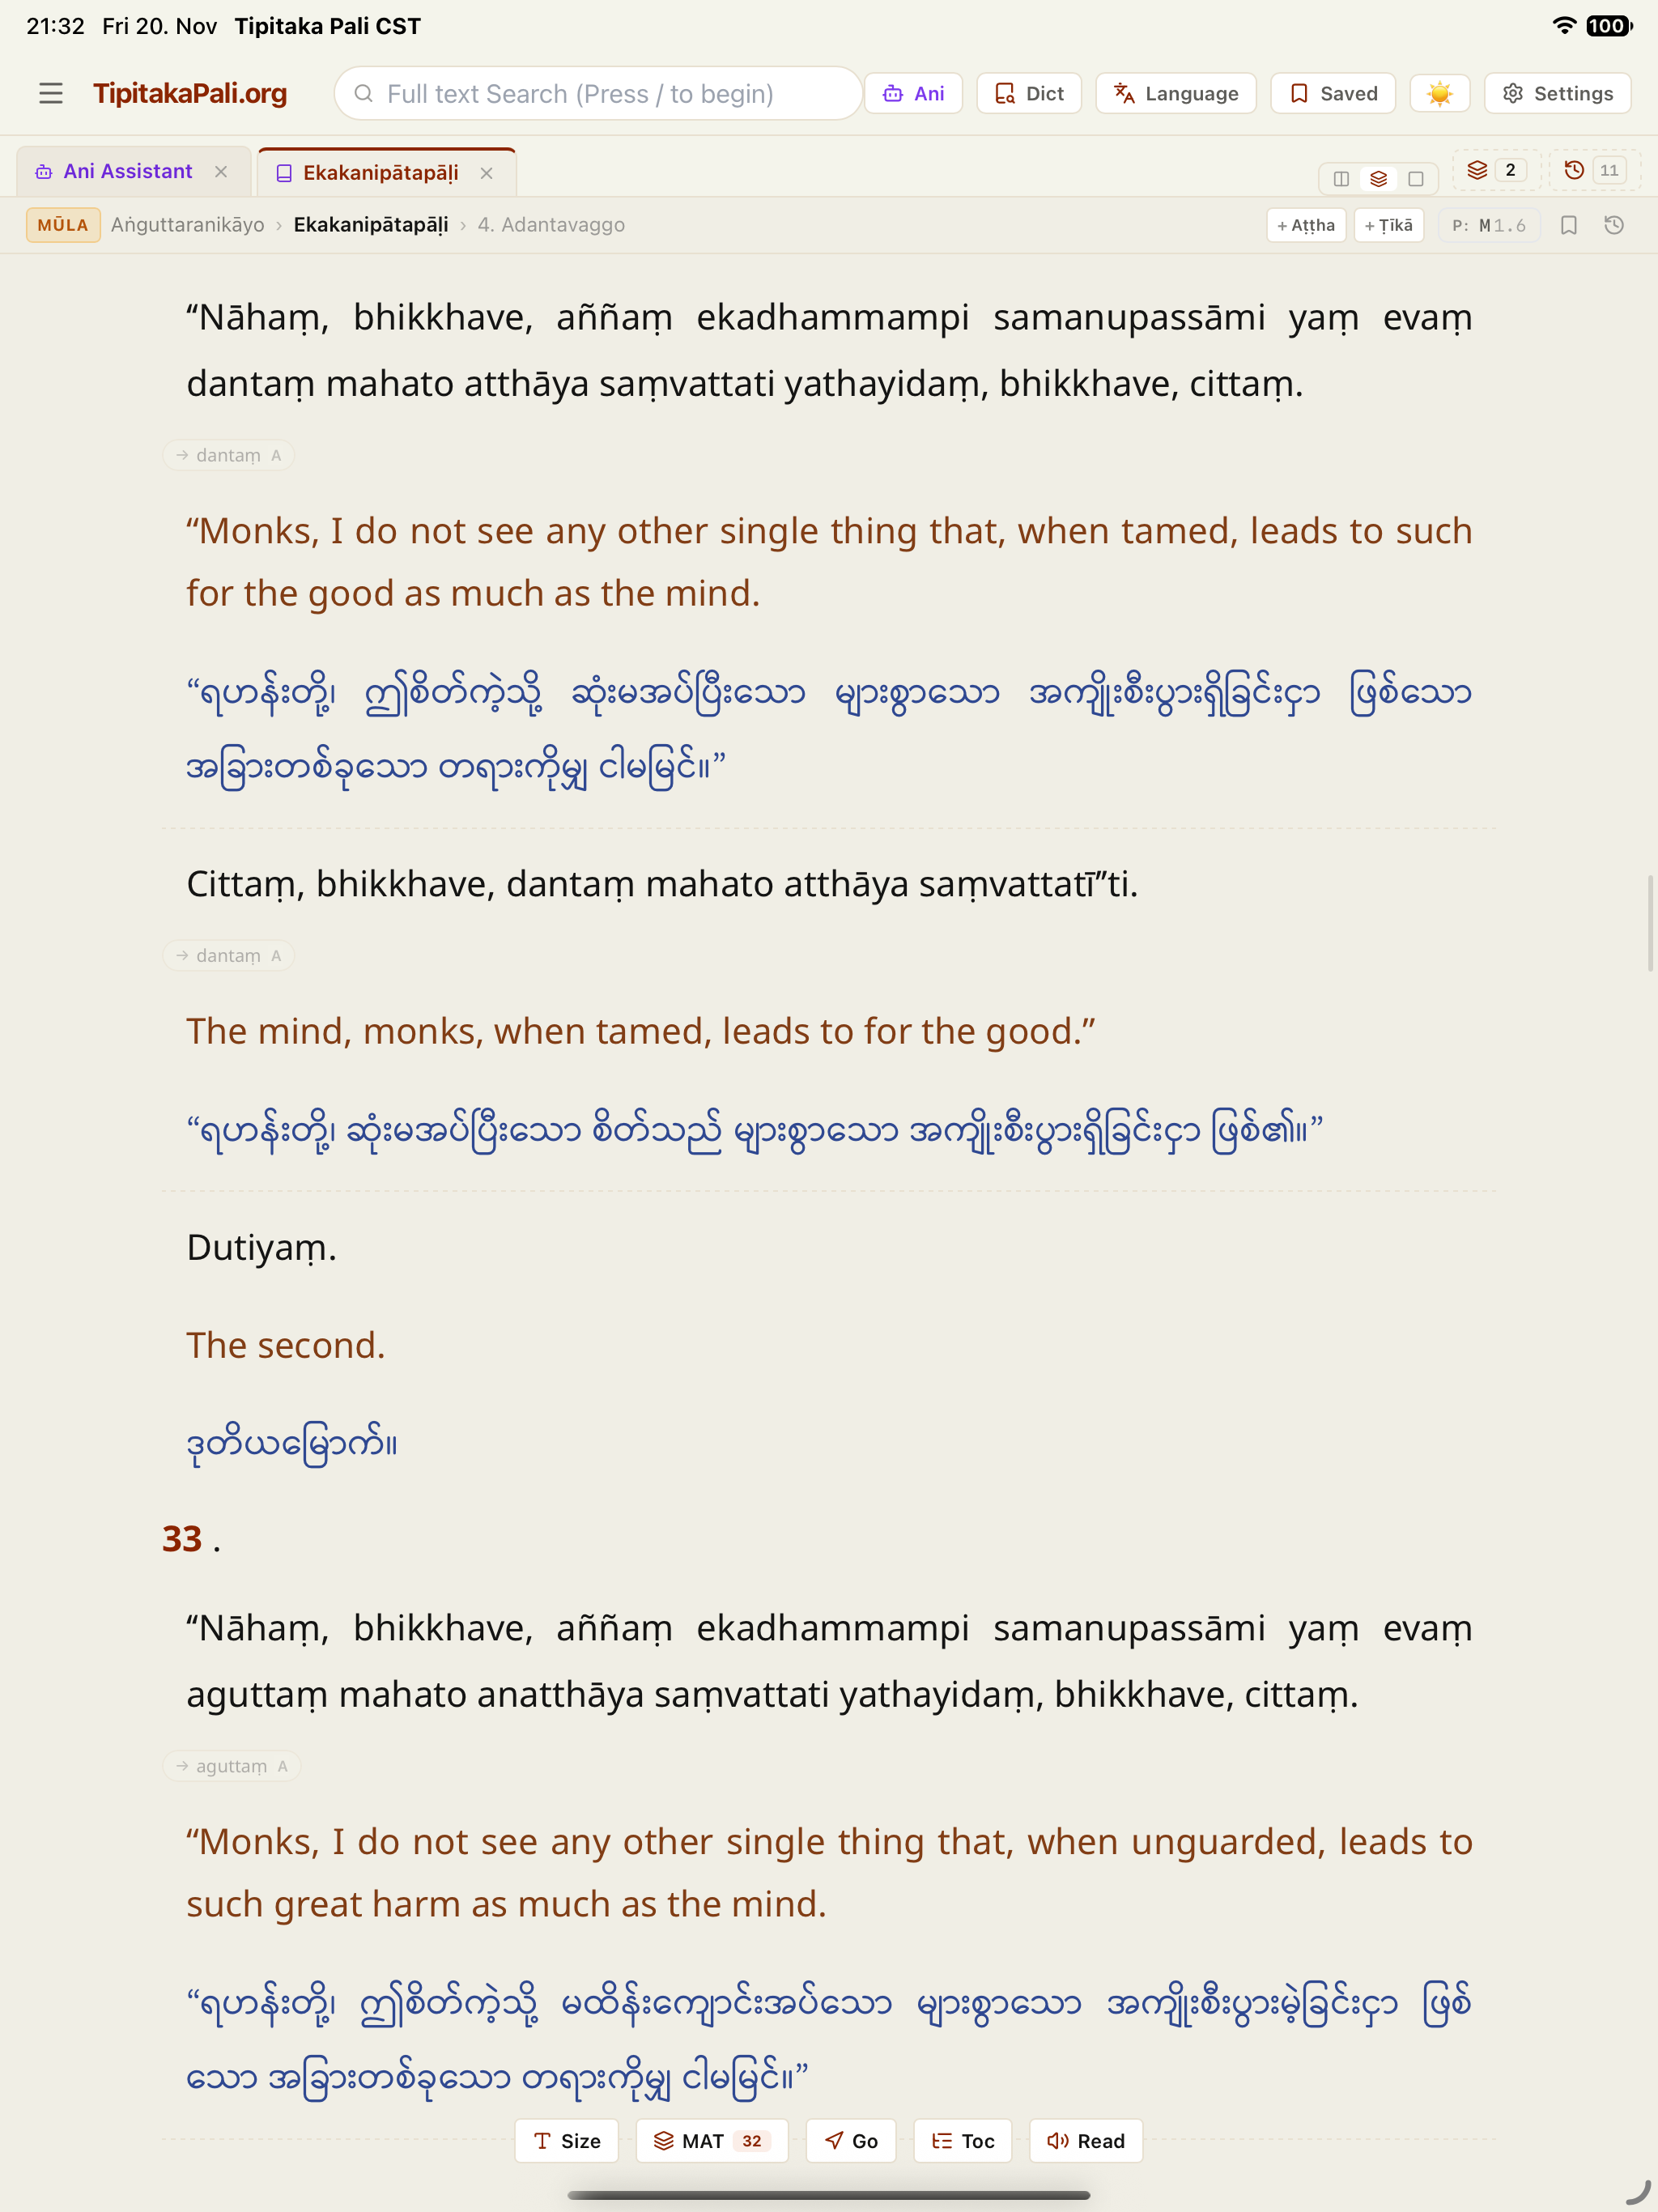 21:32 Fri 20. Nov Tipitaka Pali CST 100
TipitakaPali.org Full text Search (Press / to begin) Ani Dict Language Saved Settings
Ani Assistant Ekakanipātapāḷi 2 11
MŪLA Aṅguttaranikāyo › Ekakanipātapāḷi › 4. Adantavaggo + Aṭṭha + Ṭīkā P: M1.6
“Nāhaṃ, bhikkhave, aññaṃ ekadhammampi samanupassāmi yaṃ evaṃ
dantaṃ mahato atthāya saṃvattati yathayidaṃ, bhikkhave, cittaṃ.
→ dantaṃ A
“Monks, I do not see any other single thing that, when tamed, leads to such
for the good as much as the mind.
“ရဟန်းတို့၊ ဤစိတ်ကဲ့သို့ ဆုံးမအပ်ပြီးသော များစွာသော အကျိုးစီးပွားရှိခြင်းငှာ ဖြစ်သော
အခြားတစ်ခုသော တရားကိုမျှ ငါမမြင်။”
Cittaṃ, bhikkhave, dantaṃ mahato atthāya saṃvattatī”ti.
→ dantaṃ A
The mind, monks, when tamed, leads to for the good.”
“ရဟန်းတို့၊ ဆုံးမအပ်ပြီးသော စိတ်သည် များစွာသော အကျိုးစီးပွားရှိခြင်းငှာ ဖြစ်၏။”
Dutiyaṃ.
The second.
ဒုတိယမြောက်။
33 .
“Nāhaṃ, bhikkhave, aññaṃ ekadhammampi samanupassāmi yaṃ evaṃ
aguttaṃ mahato anatthāya saṃvattati yathayidaṃ, bhikkhave, cittaṃ.
→ aguttaṃ A
“Monks, I do not see any other single thing that, when unguarded, leads to
such great harm as much as the mind.
“ရဟန်းတို့၊ ဤစိတ်ကဲ့သို့ မထိန်းကျောင်းအပ်သော များစွာသော အကျိုးစီးပွားမဲ့ခြင်းငှာ ဖြစ်
သော အခြားတစ်ခုသော တရားကိုမျှ ငါမမြင်။”
Size MAT 32 Go Toc Read